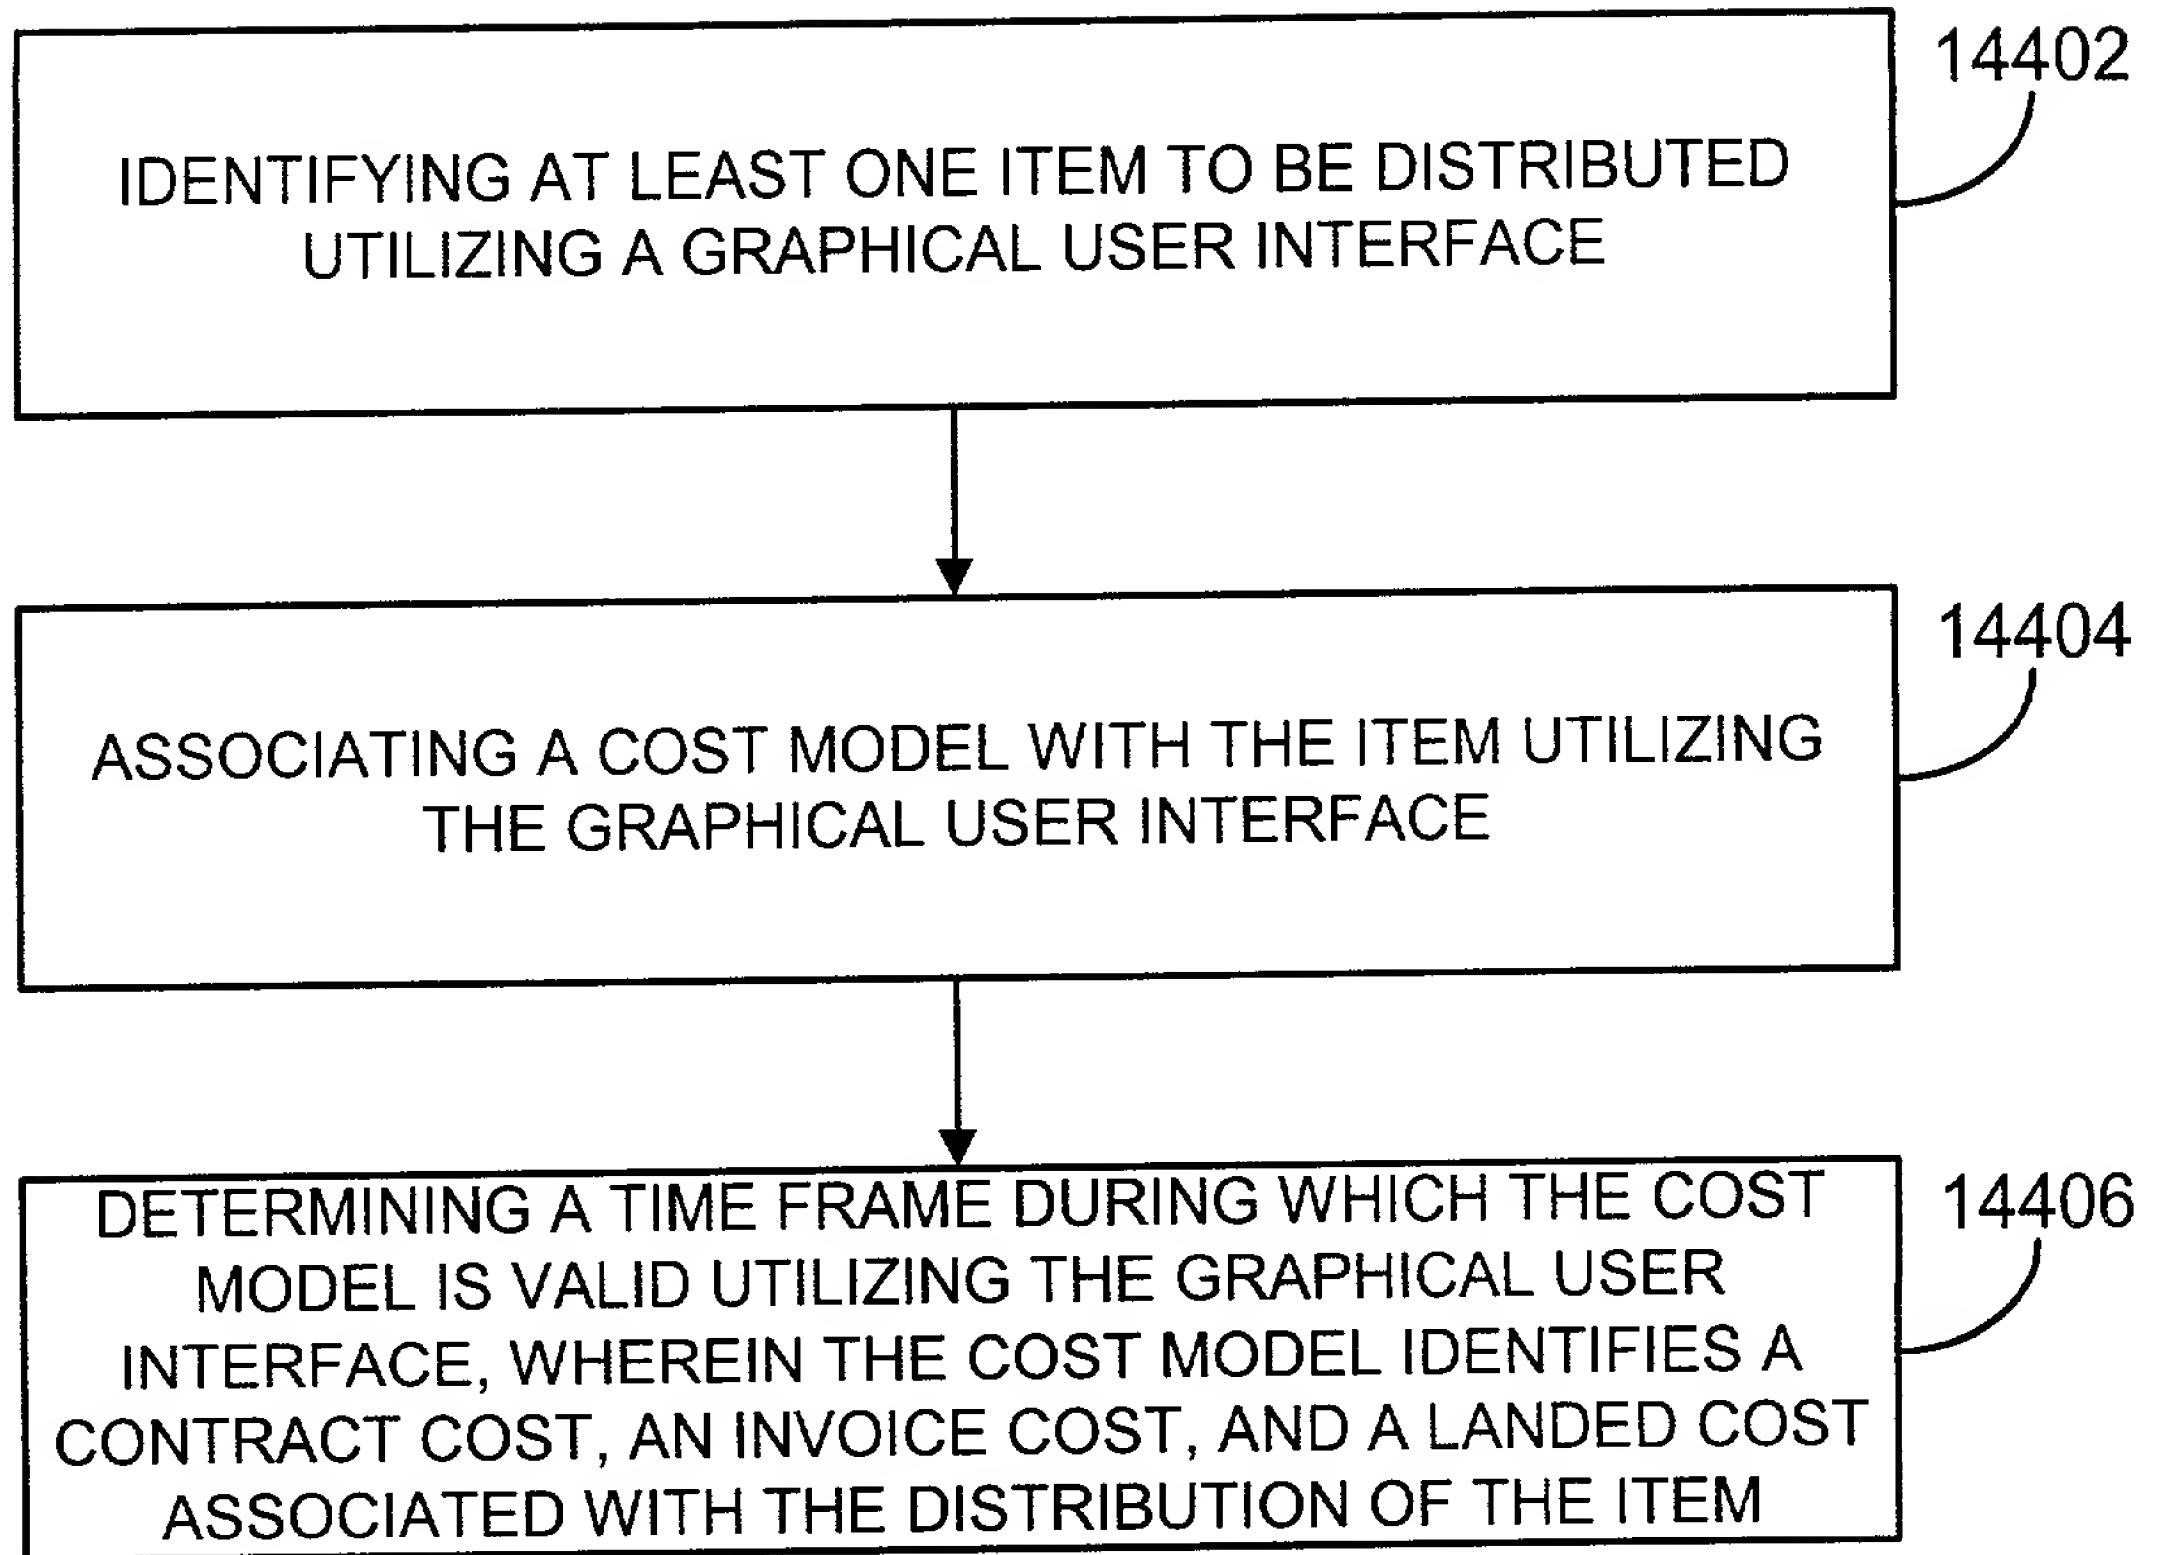 14402
IDENTIFYING AT LEAST ONE ITEM TO BE DISTRIBUTED
UTILIZING A GRAPHICAL USER INTERFACE
14404
ASSOCIATING A COST MODEL WITH THE ITEM UTILIZING
THE GRAPHICAL USER INTERFACE
14406
DETERMINING A TIME FRAME DURING WHICH THE COST
MODEL IS VALID UTILIZING THE GRAPHICAL USER
INTERFACE, WHEREIN THE COST MODEL IDENTIFIES A
CONTRACT COST, AN INVOICE COST, AND A LANDED COST
ASSOCIATED WITH THE DISTRIBUTION OF THE ITEM